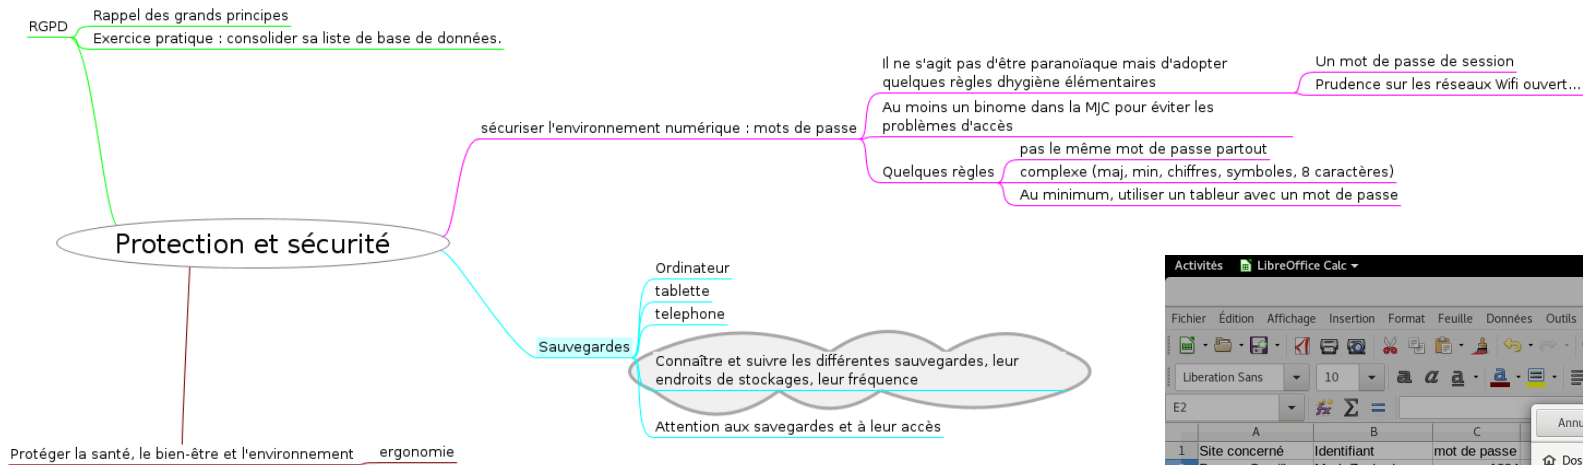 RGPD
Rappel des grands principes
Exercice pratique : consolider sa liste de base de données.
Protection et sécurité
sécuriser l'environnement numérique : mots de passe
Il ne s'agit pas d'être paranoïaque mais d'adopter
quelques règles dhygiène élémentaires
Un mot de passe de session
Prudence sur les réseaux Wifi ouvert...
Au moins un binome dans la MJC pour éviter les
problèmes d'accès
Quelques règles
pas le même mot de passe partout
complexe (maj, min, chiffres, symboles, 8 caractères)
Au minimum, utiliser un tableur avec un mot de passe
Sauvegardes
Ordinateur
tablette
telephone
Connaître et suivre les différentes sauvegardes, leur
endroits de stockages, leur fréquence
Attention aux savegardes et à leur accès
Protéger la santé, le bien-être et l'environnement
ergonomie
Activités LibreOffice Calc
Fichier Édition Affichage Insertion Format Feuille Données Outils
Liberation Sans 10
E2
A B C
1 Site concerné Identifiant mot de passe